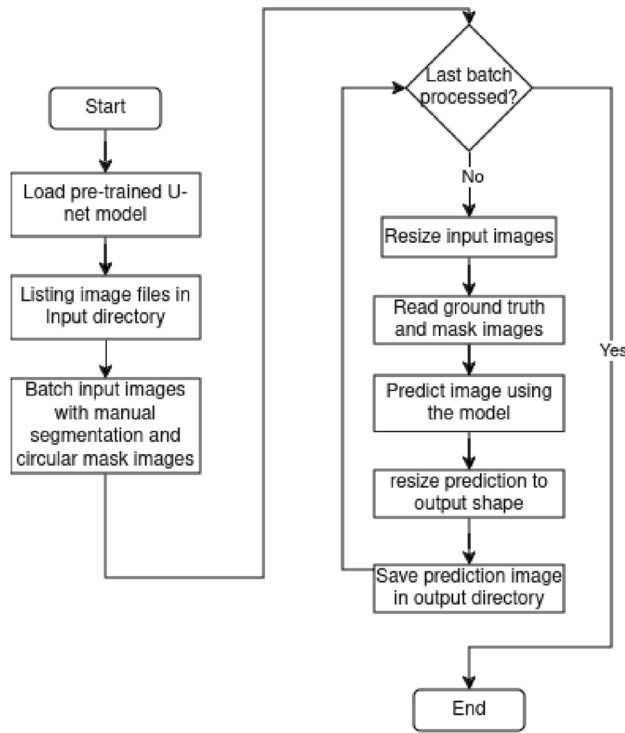 Start
Load pre-trained U-
net model
Listing image files in
Input directory
Batch input images
with manual
segmentation and
circular mask images
Last batch
processed?
No
Resize input images
Read ground truth
and mask images
Predict image using
the model
resize prediction to
output shape
Save prediction image
in output directory
Yes
End